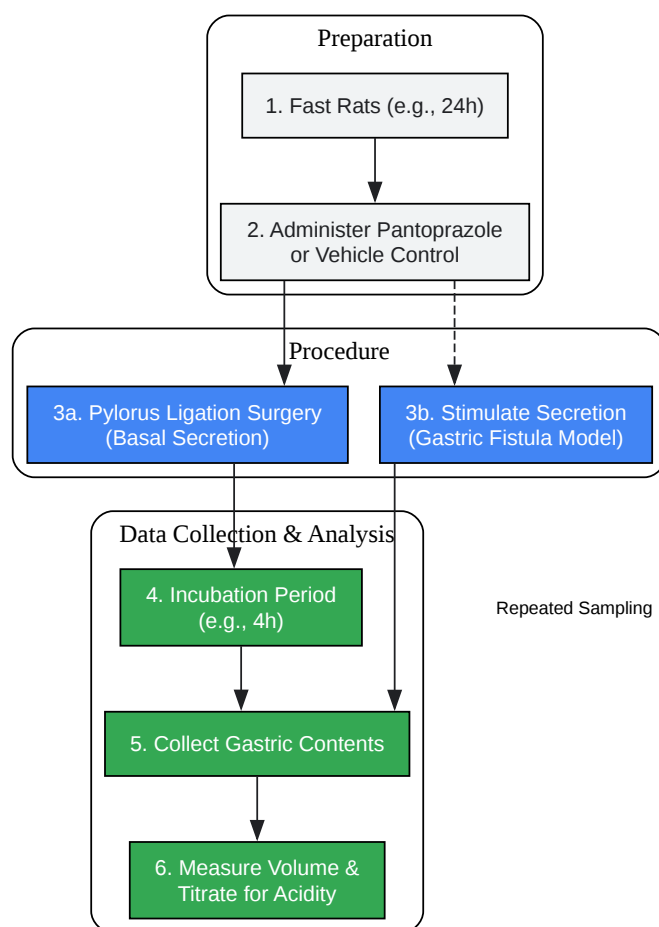 Preparation
1. Fast Rats (e.g., 24h)
2. Administer Pantoprazole
or Vehicle Control
Procedure
3a. Pylorus Ligation Surgery
(Basal Secretion)
3b. Stimulate Secretion
(Gastric Fistula Model)
Data Collection & Analysis
4. Incubation Period
(e.g., 4h)
Repeated Sampling
5. Collect Gastric Contents
6. Measure Volume &
Titrate for Acidity